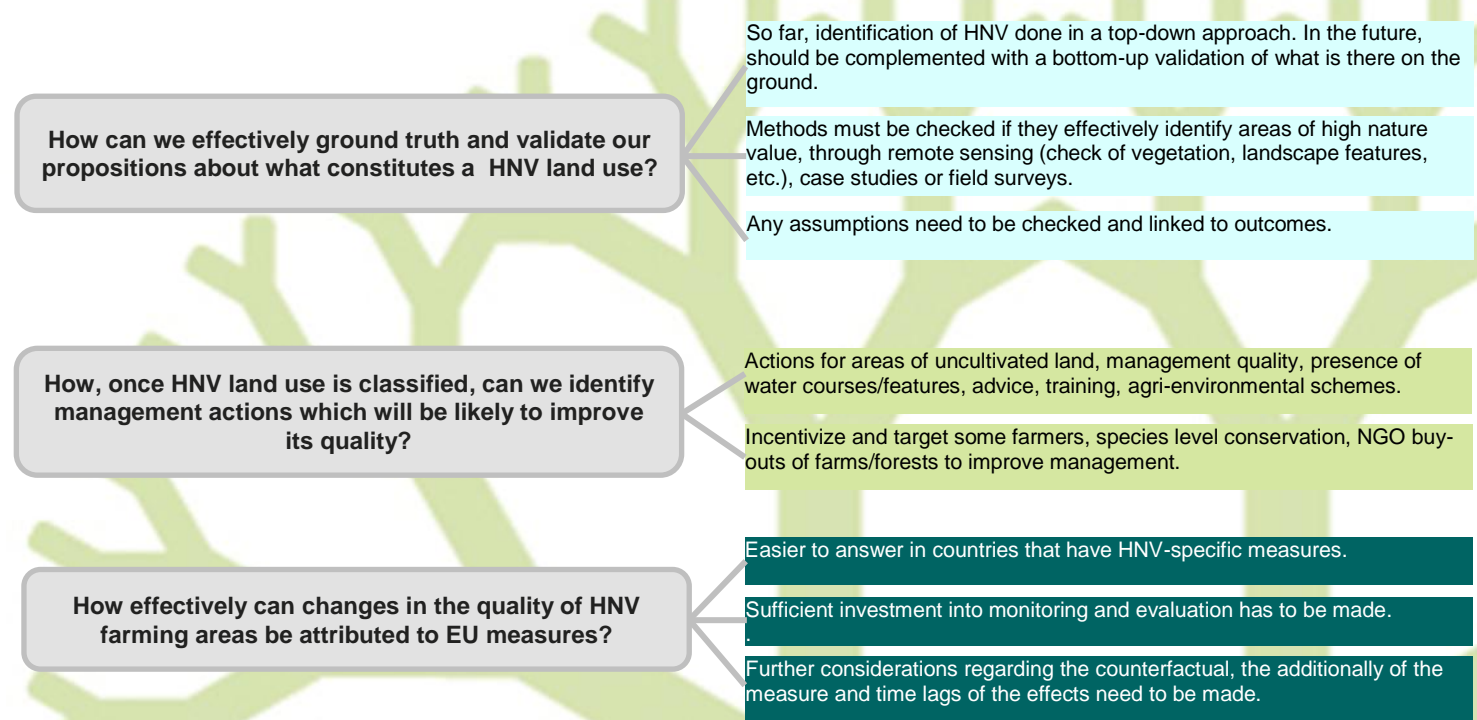 How can we effectively ground truth and validate our
propositions about what constitutes a  HNV land use?
So far, identification of HNV done in a top-down approach. In the future,
should be complemented with a bottom-up validation of what is there on the
ground.
Methods must be checked if they effectively identify areas of high nature
value, through remote sensing (check of vegetation, landscape features,
etc.), case studies or field surveys.
Any assumptions need to be checked and linked to outcomes.
How, once HNV land use is classified, can we identify
management actions which will be likely to improve
its quality?
Actions for areas of uncultivated land, management quality, presence of
water courses/features, advice, training, agri-environmental schemes.
Incentivize and target some farmers, species level conservation, NGO buy-
outs of farms/forests to improve management.
How effectively can changes in the quality of HNV
farming areas be attributed to EU measures?
Easier to answer in countries that have HNV-specific measures.
Sufficient investment into monitoring and evaluation has to be made.
.
Further considerations regarding the counterfactual, the additionally of the
measure and time lags of the effects need to be made.